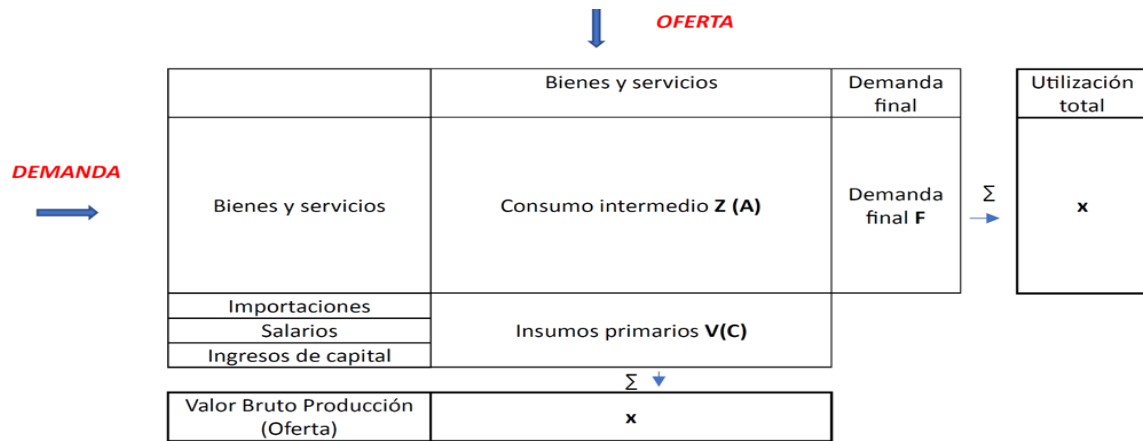 OFERTA
Bienes y servicios
Demanda
final
Utilización
total
DEMANDA
Bienes y servicios
Consumo intermedio Z (A)
Demanda
final F
Σ
x
Importaciones
Salarios
Ingresos de capital
Insumos primarios V(C)
Σ
Valor Bruto Producción
(Oferta)
x